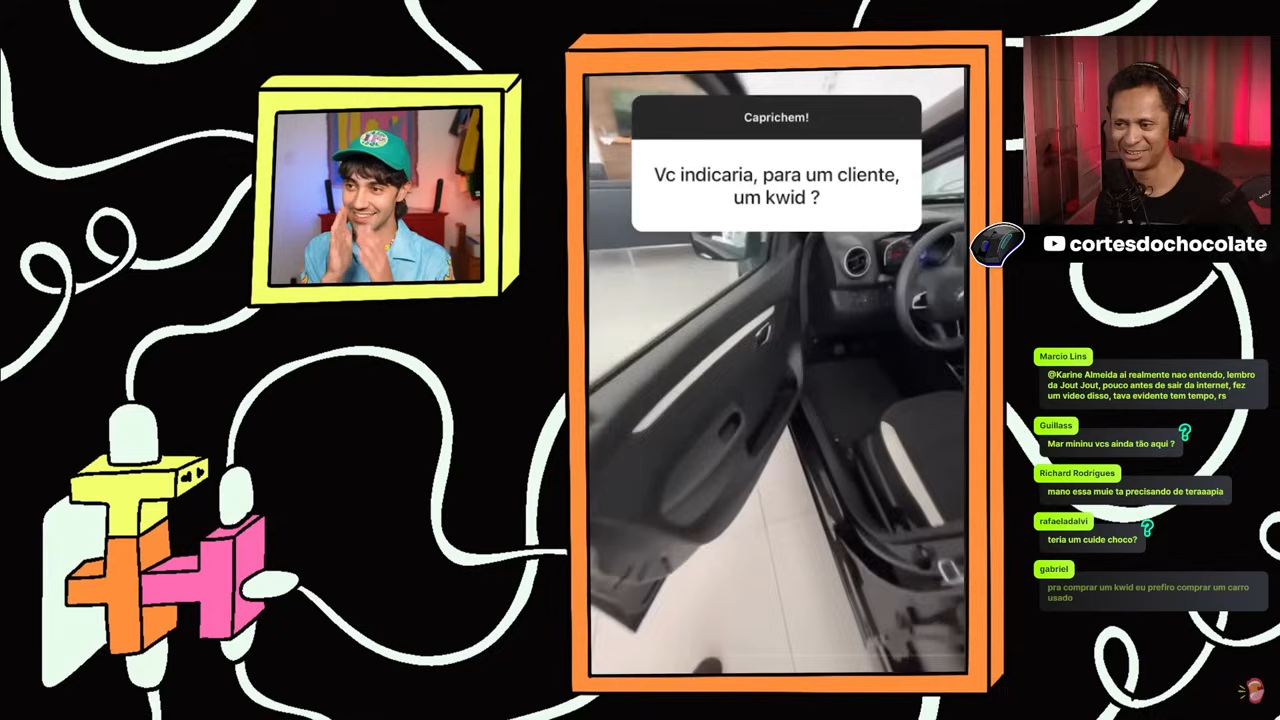 Caprichem!
Vc indicaria, para um cliente,
um kwid ?
cortesdochocolate
Marcio Lins
@Karine Almeida ai realmente nao entendo, lembro
da Jout Jout, pouco antes de sair da internet, fez
um video disso, tava evidente tem tempo, rs
Guillass
Mar mininu vcs ainda tão aqui ?
Richard Rodrigues
mano essa muie ta precisando de teraaapia
rafaeladalvi
teria um cuide choco?
gabriel
pra comprar um kwid eu prefiro comprar um carro
usado